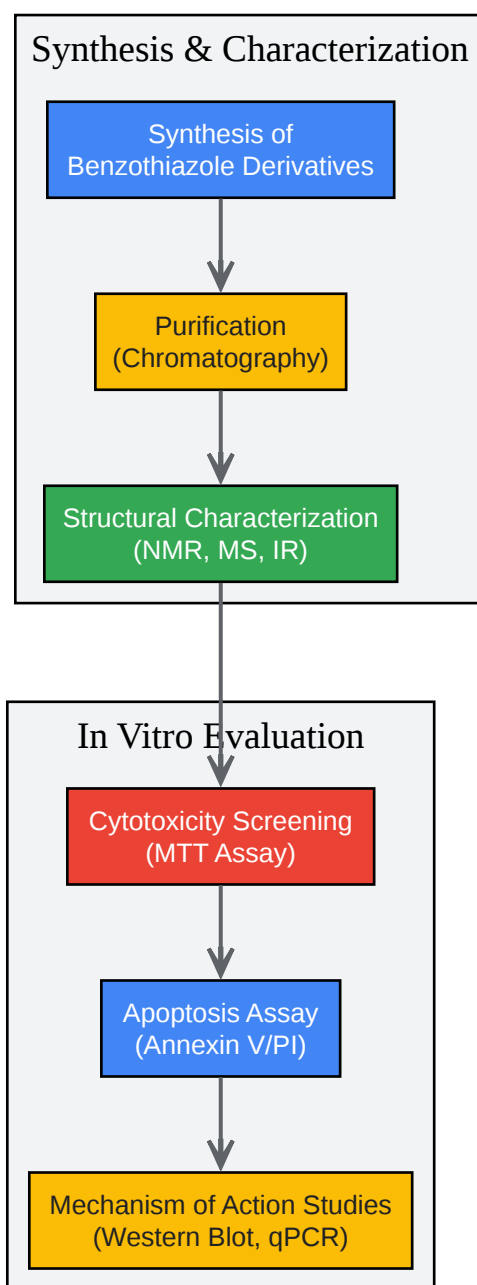 Synthesis & Characterization
Synthesis of
Benzothiazole Derivatives
Purification
(Chromatography)
Structural Characterization
(NMR, MS, IR)
In Vitro Evaluation
Cytotoxicity Screening
(MTT Assay)
Apoptosis Assay
(Annexin V/PI)
Mechanism of Action Studies
(Western Blot, qPCR)